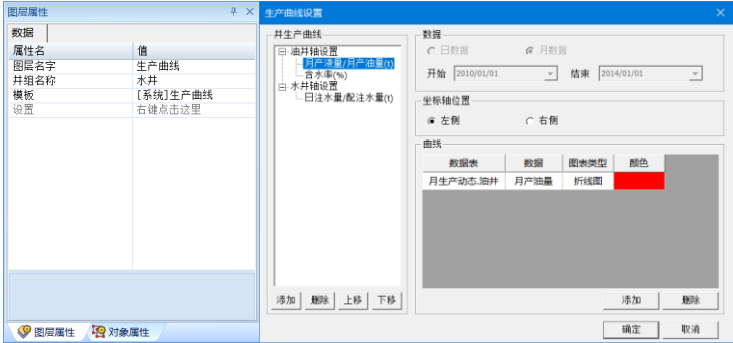 图层属性
数据
属性名 值
图层名字 生产曲线
井组名称 水井
模板 [系统]生产曲线
设置 右键点击这里
图层属性 对象属性
生产曲线设置
井生产曲线
油井轴设置
月产液量/月产油量(t)
含水率(%)
水井轴设置
日注水量/配注水量(t)
添加 删除 上移 下移
数据
日数据 月数据
开始 2010/01/01 结束 2014/01/01
坐标轴位置
左侧 右侧
曲线
数据表 数据 图表类型 颜色
月生产动态.油井 月产油量 折线图
添加 删除
确定 取消